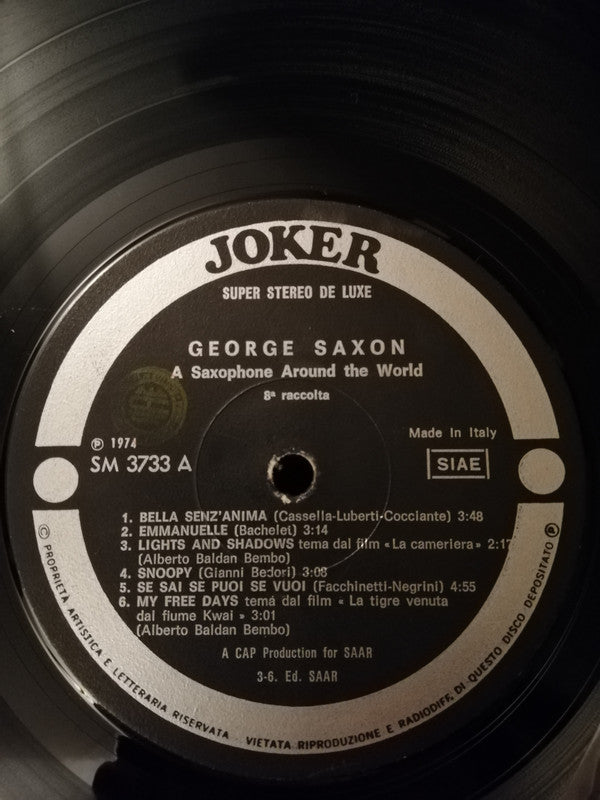 JOKER
SUPER STEREO DE LUXE
GEORGE SAXON
A Saxophone Around the World
8ª raccolta
℗ 1974
SM 3733 A
Made in Italy
SIAE
1. BELLA SENZ'ANIMA (Cassella-Luberti-Cocciante) 3:48
2. EMMANUELLE (Bachelet) 3:14
3. LIGHTS AND SHADOWS tema dal film «La cameriera» 2:17
(Alberto Baldan Bembo)
4. SNOOPY (Gianni Bedori) 3:08
5. SE SAI SE PUOI SE VUOI (Facchinetti-Negrini) 4:55
6. MY FREE DAYS tema dal film « La tigre venuta
dal fiume Kwai » 3:01
(Alberto Baldan Bembo)
A CAP Production for SAAR
3-6. Ed. SAAR
© PROPRIETÀ ARTISTICA E LETTERARIA RISERVATA - VIETATA RIPRODUZIONE E RADIODIFF. DI QUESTO DISCO DEPOSITATO ℗